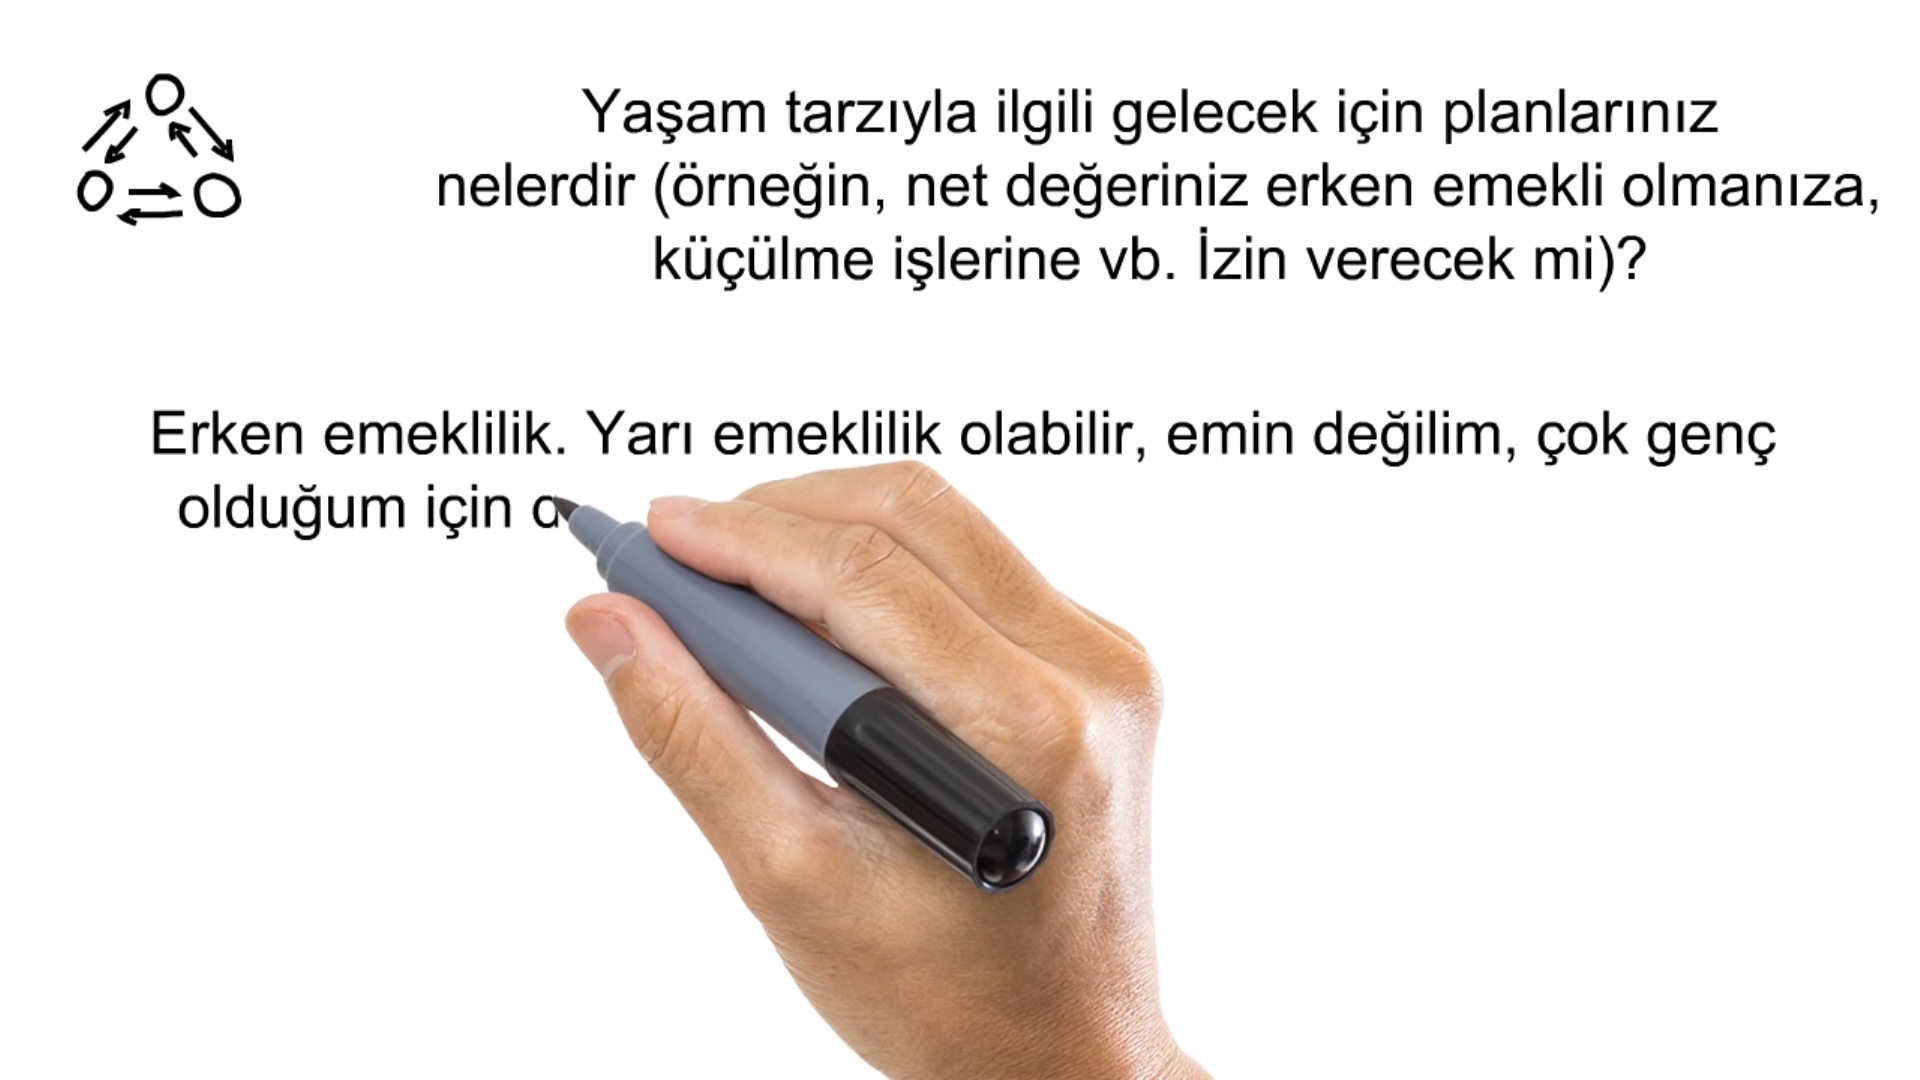 Yaşam tarzıyla ilgili gelecek için planlarınız
nelerdir (örneğin, net değeriniz erken emekli olmanıza,
küçülme işlerine vb. İzin verecek mi)?
Erken emeklilik. Yarı emeklilik olabilir, emin değilim, çok genç
olduğum için